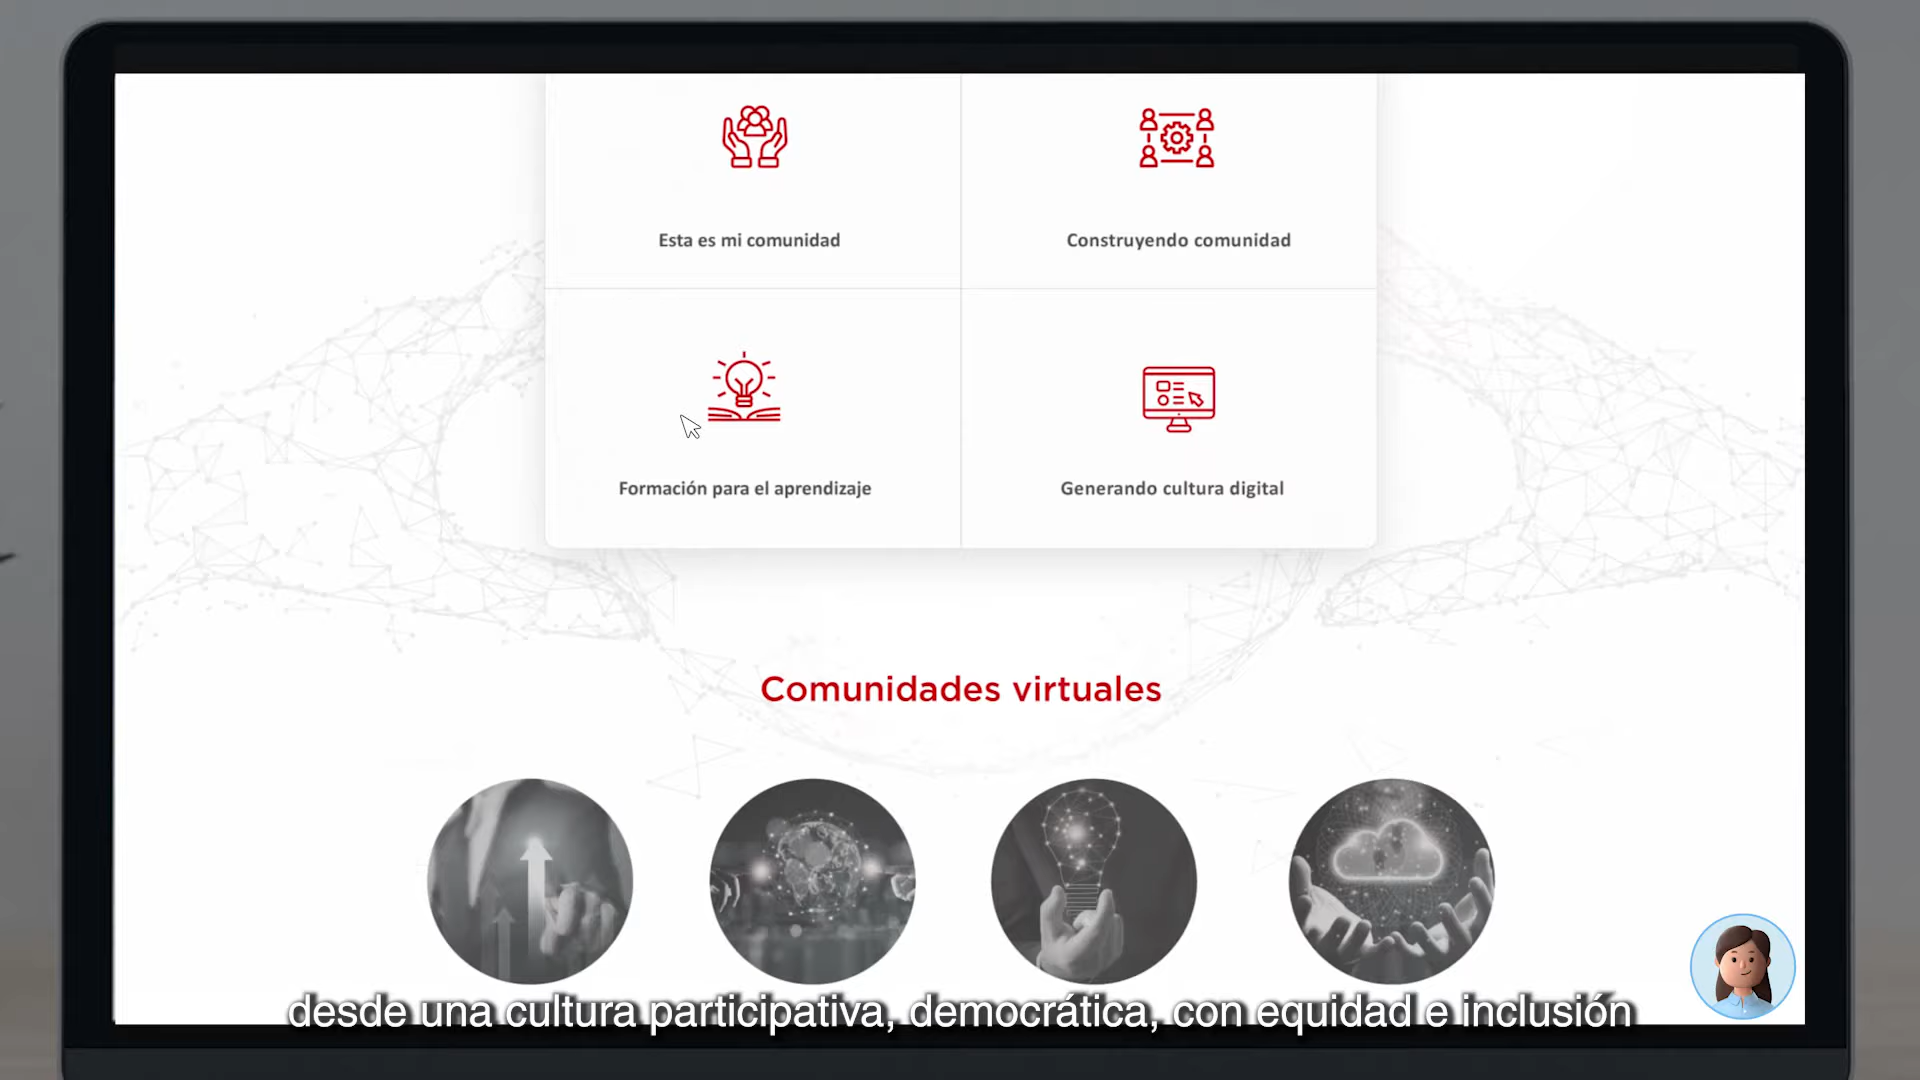 Esta es mi comunidad
Construyendo comunidad
Formación para el aprendizaje
Generando cultura digital
Comunidades virtuales
desde una cultura participativa, democrática, con equidad e inclusión